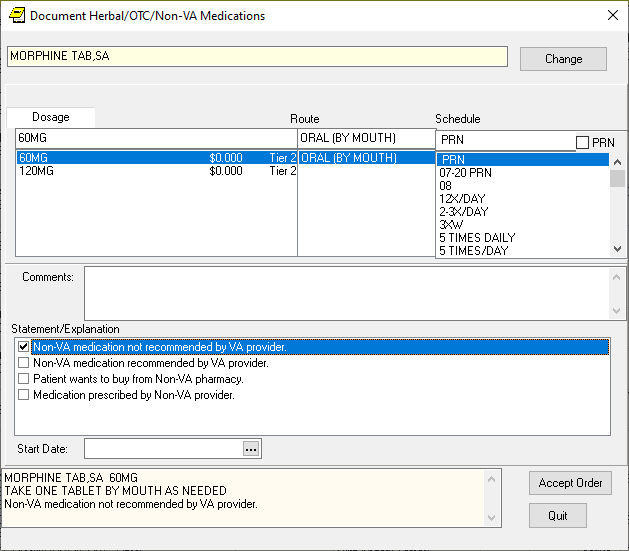 Document Herbal/OTC/Non-VA Medications
MORPHINE TAB,SA
Change
Dosage
Route
Schedule
60MG
ORAL (BY MOUTH)
PRN
PRN
60MG $0.000 Tier 2 ORAL (BY MOUTH)
120MG $0.000 Tier 2
PRN
07-20 PRN
08
12X/DAY
2-3X/DAY
3XW
5 TIMES DAILY
5 TIMES/DAY
Comments:
Statement/Explanation
Non-VA medication not recommended by VA provider.
Non-VA medication recommended by VA provider.
Patient wants to buy from Non-VA pharmacy.
Medication prescribed by Non-VA provider.
Start Date:
...
MORPHINE TAB,SA 60MG
TAKE ONE TABLET BY MOUTH AS NEEDED
Non-VA medication not recommended by VA provider.
Accept Order
Quit